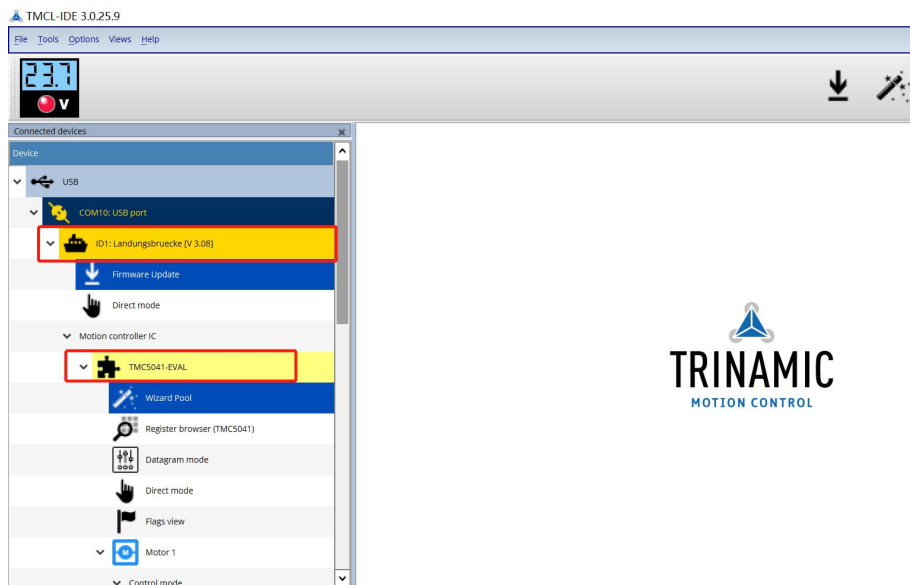 TMCL-IDE 3.0.25.9
File Tools Options Views Help
23.7
V
Connected devices
Device
USB
COM10: USB port
ID1: Landungsbruecke [V 3.08]
Firmware Update
Direct mode
Motion controller IC
TMC5041-EVAL
Wizard Pool
Register browser (TMC5041)
Datagram mode
Direct mode
Flags view
M Motor 1
Control mode
TRINAMIC
MOTION CONTROL